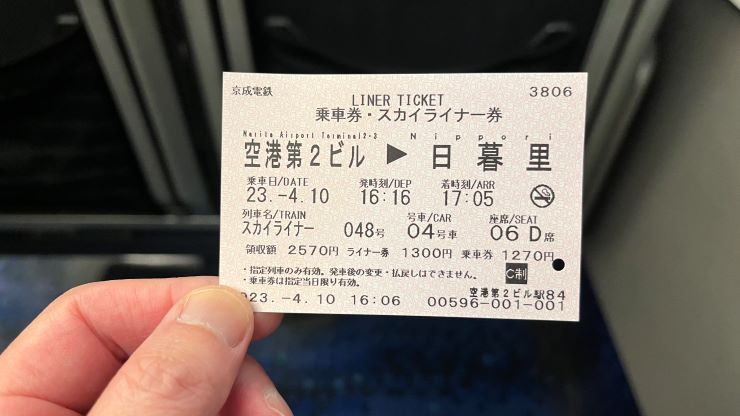 京成電鉄 3806
LINER TICKET
乗車券・スカイライナー券
Narita Airport Terminal2・3 Nippori
空港第2ビル ▶ 日暮里
乗車日/DATE 発時刻/DEP 着時刻/ARR
23.-4.10 16:16 17:05
列車名/TRAIN 号車/CAR 座席/SEAT
スカイライナー 048号 04号車 06 D席
領収額 2570円 ライナー券 1300円 乗車券 1270円
・指定列車のみ有効。発車後の変更・払戻しはできません。 C制
・乗車券は指定当日限り有効。
空港第2ビル駅84
023.-4.10 16:06 00596-001-001